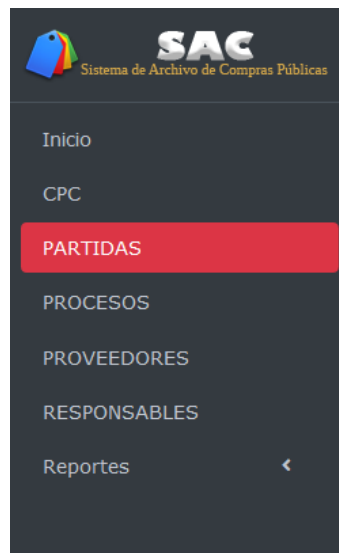 SAC
Sistema de Archivo de Compras Públicas
Inicio
CPC
PARTIDAS
PROCESOS
PROVEEDORES
RESPONSABLES
Reportes